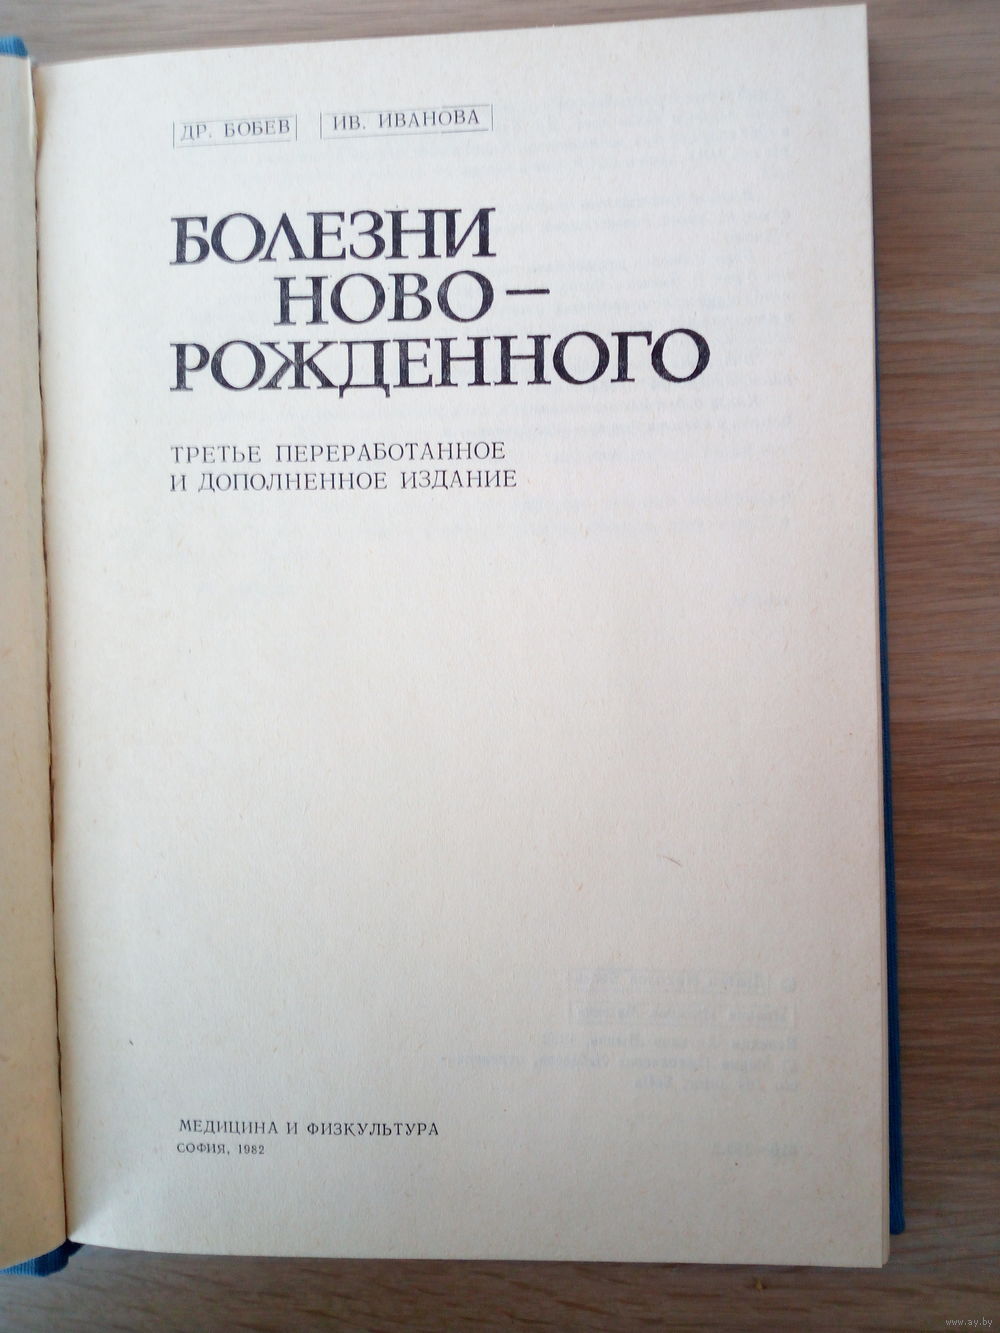 ДР. БОБЕВ ИВ. ИВАНОВА
БОЛЕЗНИ
НОВО—
РОЖДЕННОГО
ТРЕТЬЕ ПЕРЕРАБОТАННОЕ
И ДОПОЛНЕННОЕ ИЗДАНИЕ
МЕДИЦИНА И ФИЗКУЛЬТУРА
СОФИЯ, 1982
www.ay.by